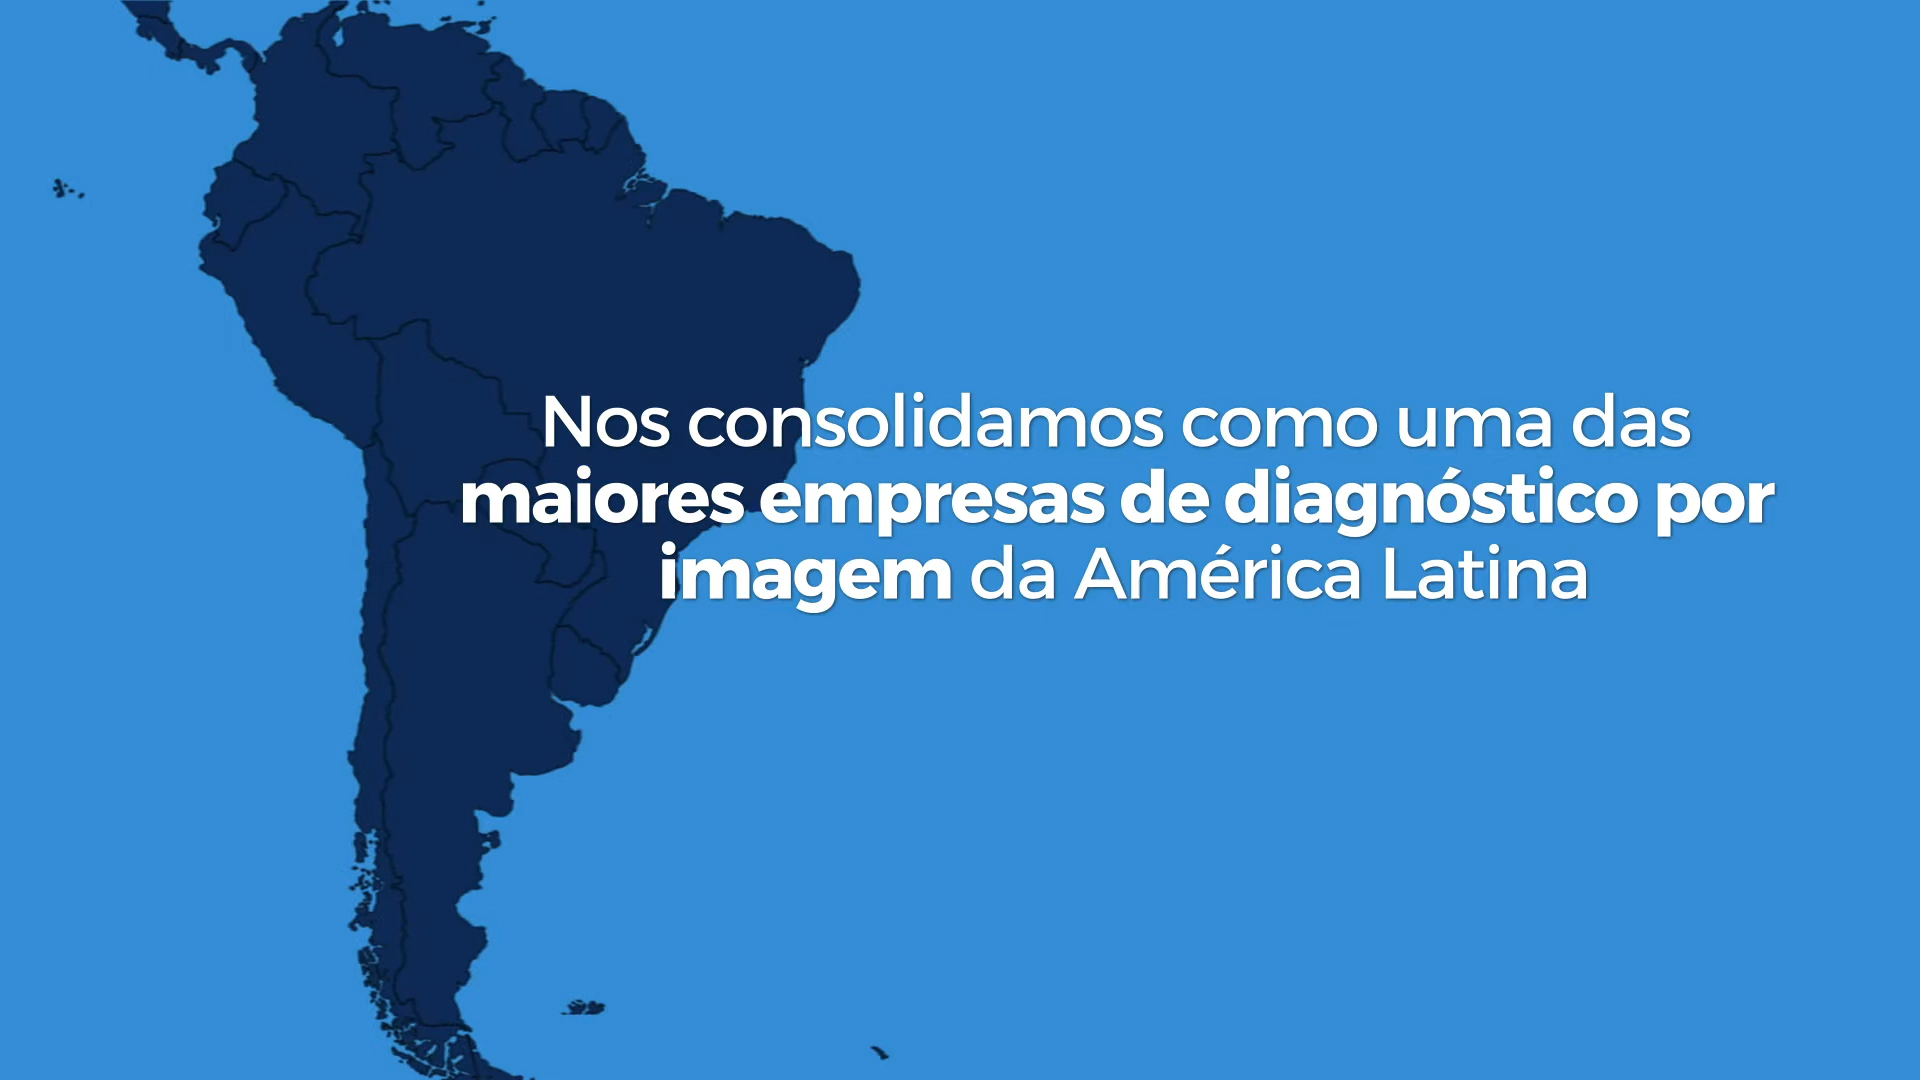 Nos consolidamos como uma das
maiores empresas de diagnóstico por
imagem da América Latina